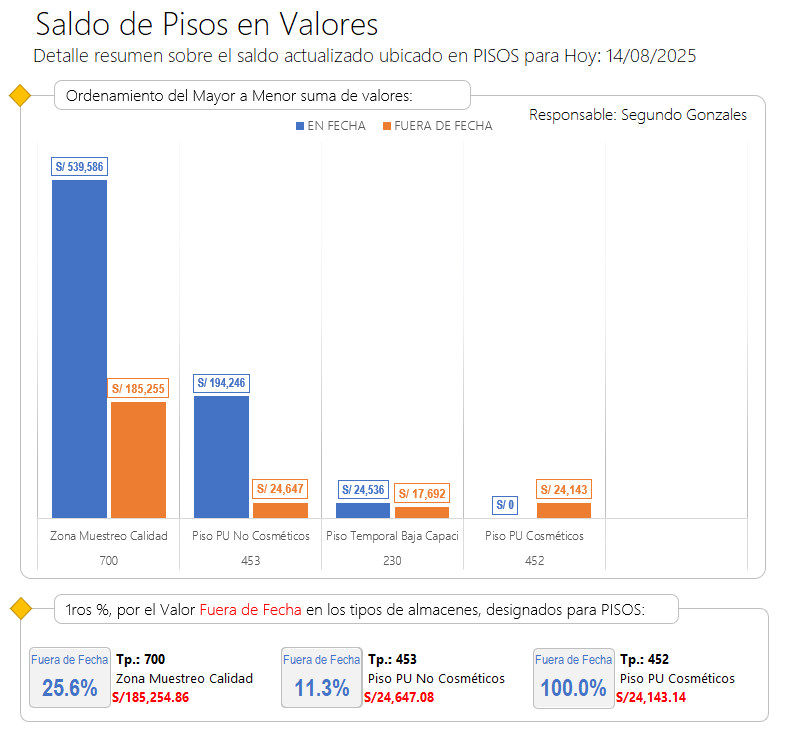 Saldo de Pisos en Valores
Detalle resumen sobre el saldo actualizado ubicado en PISOS para Hoy: 14/08/2025
Ordenamiento del Mayor a Menor suma de valores:
Responsable: Segundo Gonzales
EN FECHA FUERA DE FECHA
S/ 539,586
S/ 185,255
S/ 194,246
S/ 24,647
S/ 24,536
S/ 17,692
S/ 0
S/ 24,143
Zona Muestreo Calidad Piso PU No Cosméticos Piso Temporal Baja Capaci Piso PU Cosméticos
700 453 230 452
1ros %, por el Valor Fuera de Fecha en los tipos de almacenes, designados para PISOS:
Fuera de Fecha
25.6%
Tp.: 700
Zona Muestreo Calidad
S/185,254.86
Fuera de Fecha
11.3%
Tp.: 453
Piso PU No Cosméticos
S/24,647.08
Fuera de Fecha
100.0%
Tp.: 452
Piso PU Cosméticos
S/24,143.14